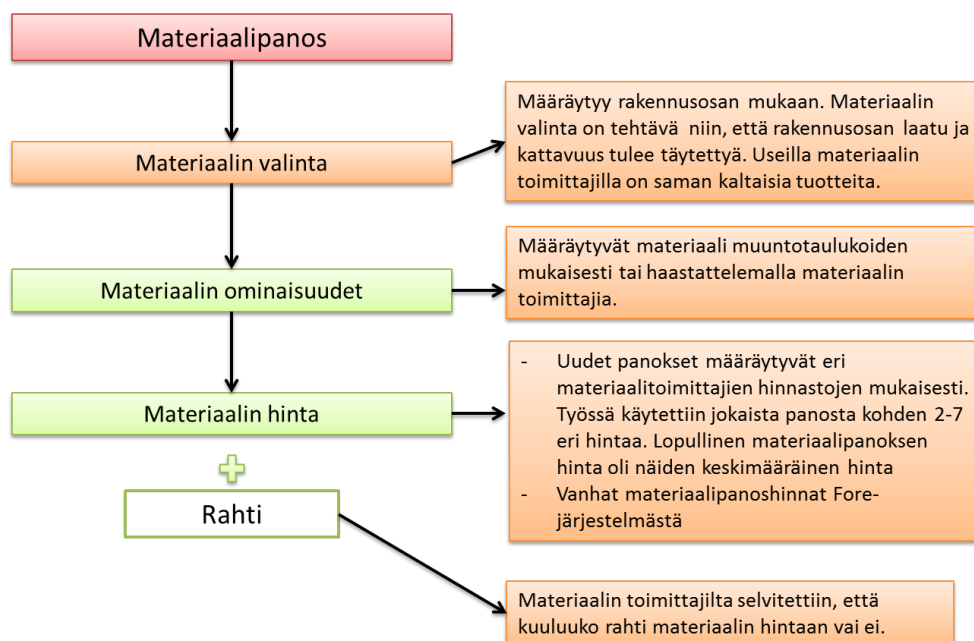 Materiaalipanos
Materiaalin valinta
Määräytyy rakennusosan mukaan. Materiaalin
valinta on tehtävä niin, että rakennusosan laatu ja
kattavuus tulee täytettyä. Useilla materiaalin
toimittajilla on saman kaltaisia tuotteita.
Materiaalin ominaisuudet
Määräytyvät materiaali muuntotaulukoiden
mukaisesti tai haastattelemalla materiaalin
toimittajia.
Materiaalin hinta
- Uudet panokset määräytyvät eri
materiaalitoimittajien hinnastojen mukaisesti.
Työssä käytettiin jokaista panosta kohden 2-7
eri hintaa. Lopullinen materiaalipanoksen
hinta oli näiden keskimääräinen hinta
- Vanhat materiaalipanoshinnat Fore-
järjestelmästä
Rahti
Materiaalin toimittajilta selvitettiin, että
kuuluuko rahti materiaalin hintaan vai ei.